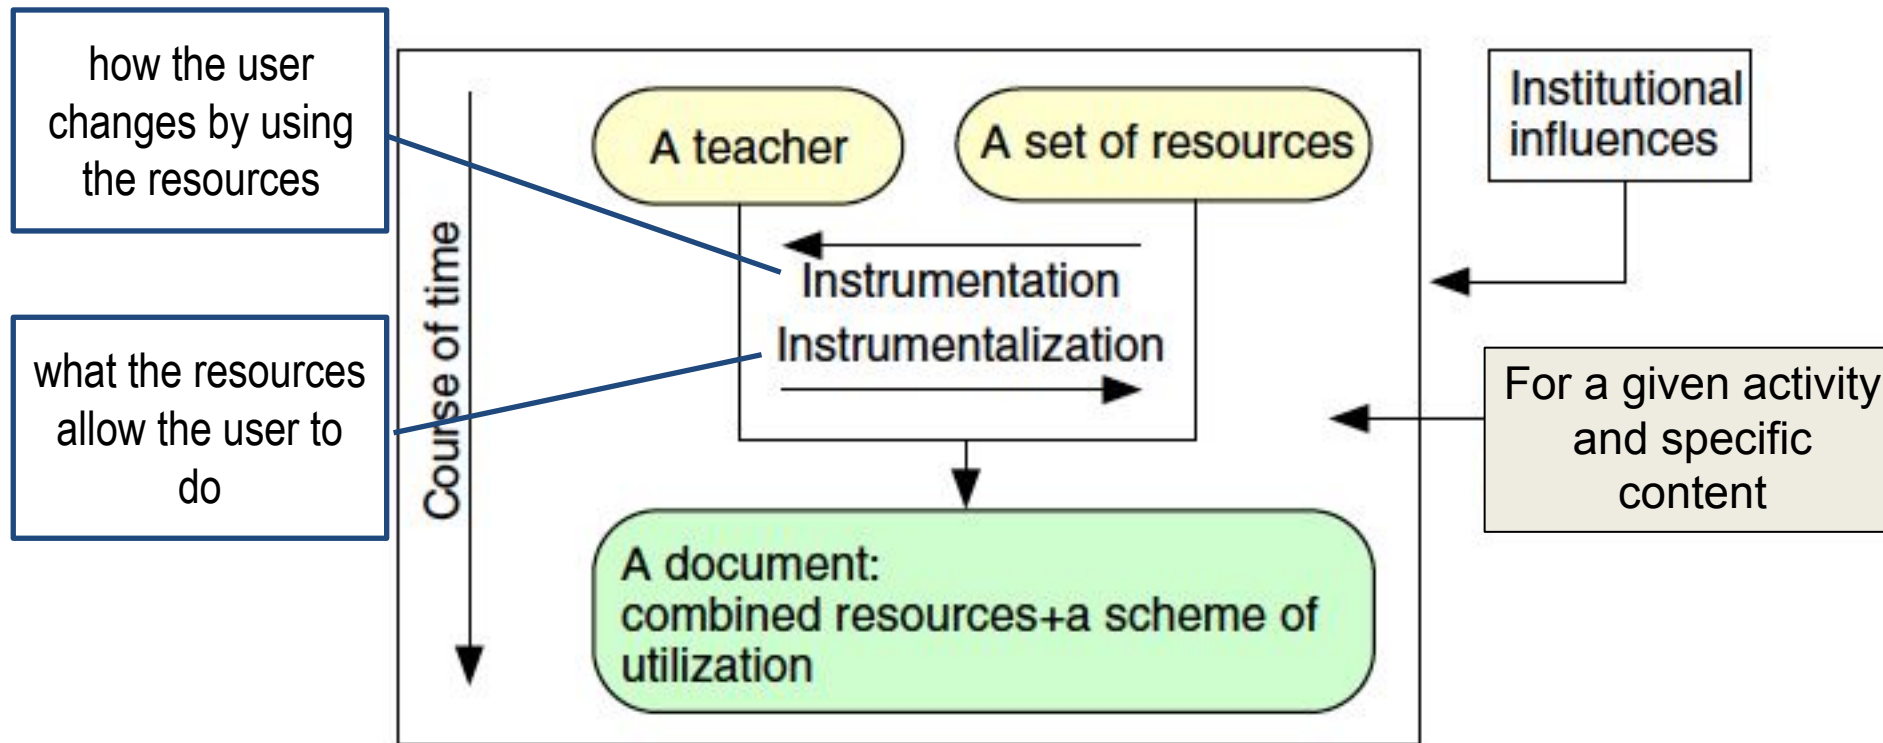 how the user
changes by using
the resources
what the resources
allow the user to
do
Course of time
A teacher
A set of resources
Instrumentation
Instrumentalization
A document:
combined resources+a scheme of
utilization
Institutional
influences
For a given activity
and specific
content